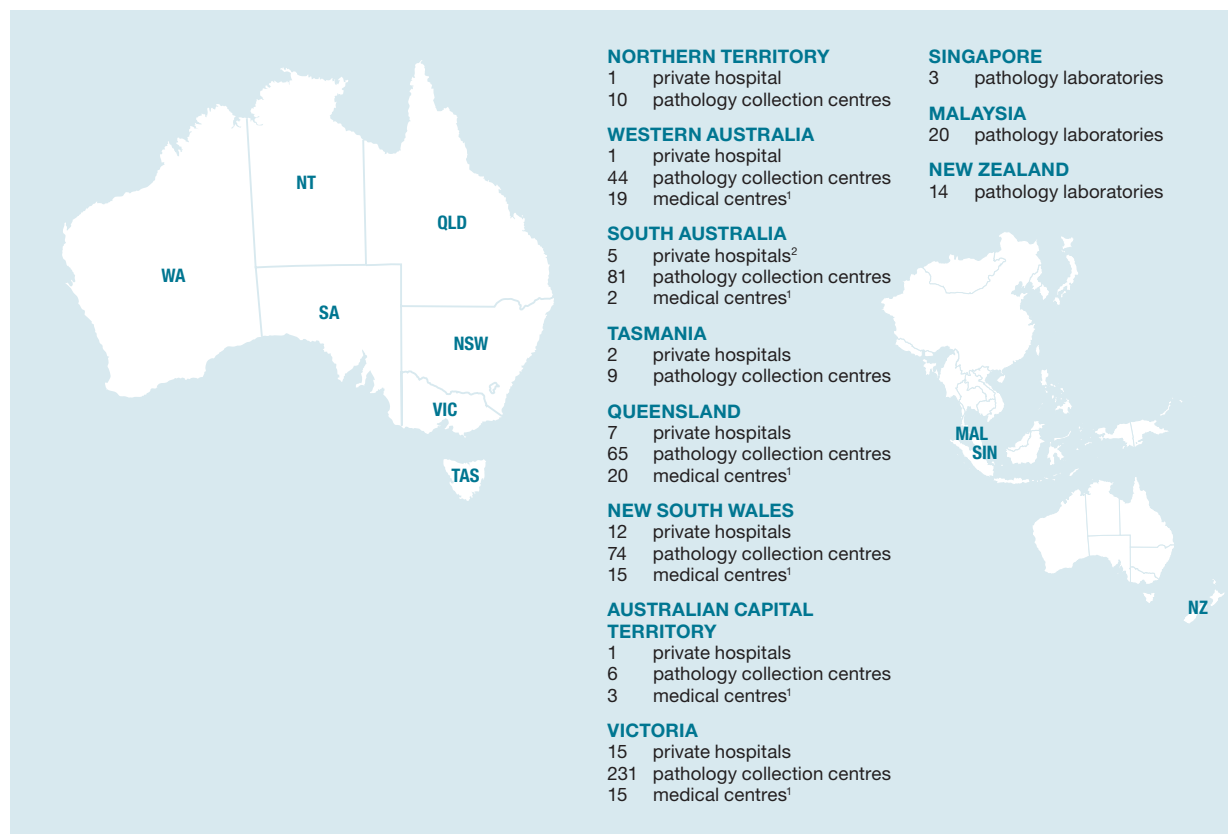 NT
QLD
WA
SA
NSW
VIC
TAS
NORTHERN TERRITORY
1 private hospital
10 pathology collection centres
WESTERN AUSTRALIA
1 private hospital
44 pathology collection centres
19 medical centres¹
SOUTH AUSTRALIA
5 private hospitals²
81 pathology collection centres
2 medical centres¹
TASMANIA
2 private hospitals
9 pathology collection centres
QUEENSLAND
7 private hospitals
65 pathology collection centres
20 medical centres¹
NEW SOUTH WALES
12 private hospitals
74 pathology collection centres
15 medical centres¹
AUSTRALIAN CAPITAL
TERRITORY
1 private hospitals
6 pathology collection centres
3 medical centres¹
VICTORIA
15 private hospitals
231 pathology collection centres
15 medical centres¹
SINGAPORE
3 pathology laboratories
MALAYSIA
20 pathology laboratories
NEW ZEALAND
14 pathology laboratories
MAL
SIN
NZ